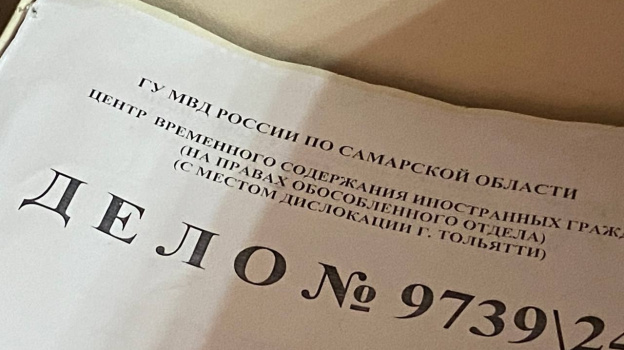 ГУ МВД РОССИИ ПО САМАРСКОЙ ОБЛАСТИ
ЦЕНТР ВРЕМЕННОГО СОДЕРЖАНИЯ ИНОСТРАННЫХ ГРАЖД
(НА ПРАВАХ ОБОСОБЛЕННОГО ОТДЕЛА)
(С МЕСТОМ ДИСЛОКАЦИИ Г. ТОЛЬЯТТИ)
ДЕЛО № 9739\24